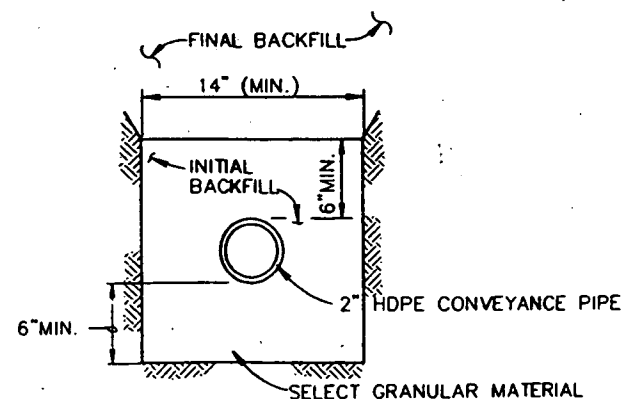 FINAL BACKFILL
14" (MIN.)
INITIAL
BACKFILL
6"MIN.
2" HDPE CONVEYANCE PIPE
6"MIN.
SELECT GRANULAR MATERIAL